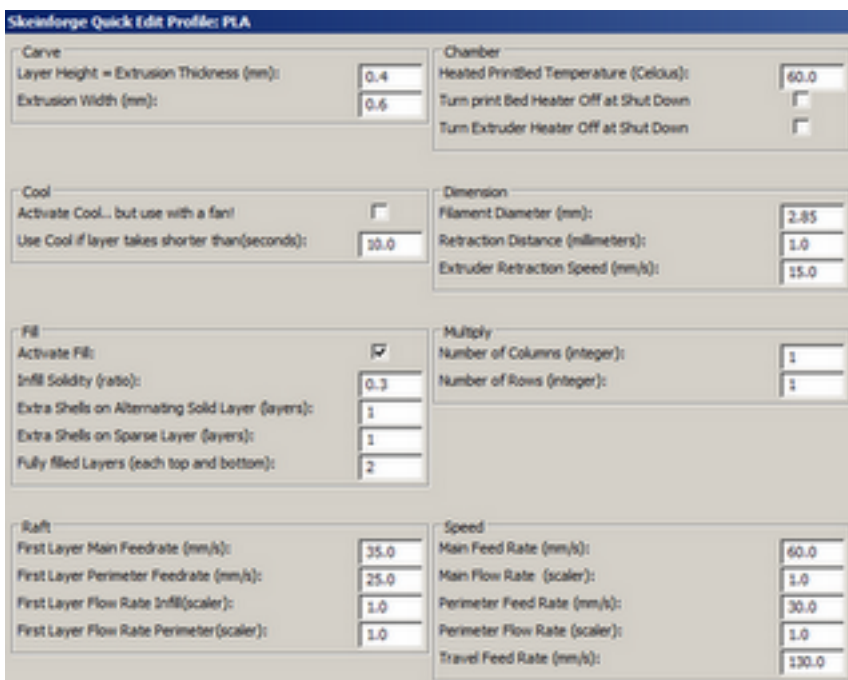 Skeinforge Quick Edit Profile: PLA
Carve
Layer Height = Extrusion Thickness (mm): 0.4
Extrusion Width (mm): 0.6
Chamber
Heated PrintBed Temperature (Celcius): 60.0
Turn print Bed Heater Off at Shut Down
Turn Extruder Heater Off at Shut Down
Cool
Activate Cool.. but use with a fan!
Use Cool if layer takes shorter than(seconds): 10.0
Dimension
Filament Diameter (mm): 2.85
Retraction Distance (millimeters): 1.0
Extruder Retraction Speed (mm/s): 15.0
Fill
Activate Fill:
Infill Solidity (ratio): 0.3
Extra Shells on Alternating Solid Layer (layers): 1
Extra Shells on Sparse Layer (layers): 1
Fully filled Layers (each top and bottom): 2
Multiply
Number of Columns (integer): 1
Number of Rows (integer): 1
Raft
First Layer Main Feedrate (mm/s): 35.0
First Layer Perimeter Feedrate (mm/s): 25.0
First Layer Flow Rate Infill(scaler): 1.0
First Layer Flow Rate Perimeter(scaler): 1.0
Speed
Main Feed Rate (mm/s): 60.0
Main Flow Rate (scaler): 1.0
Perimeter Feed Rate (mm/s): 30.0
Perimeter Flow Rate (scaler): 1.0
Travel Feed Rate (mm/s): 130.0